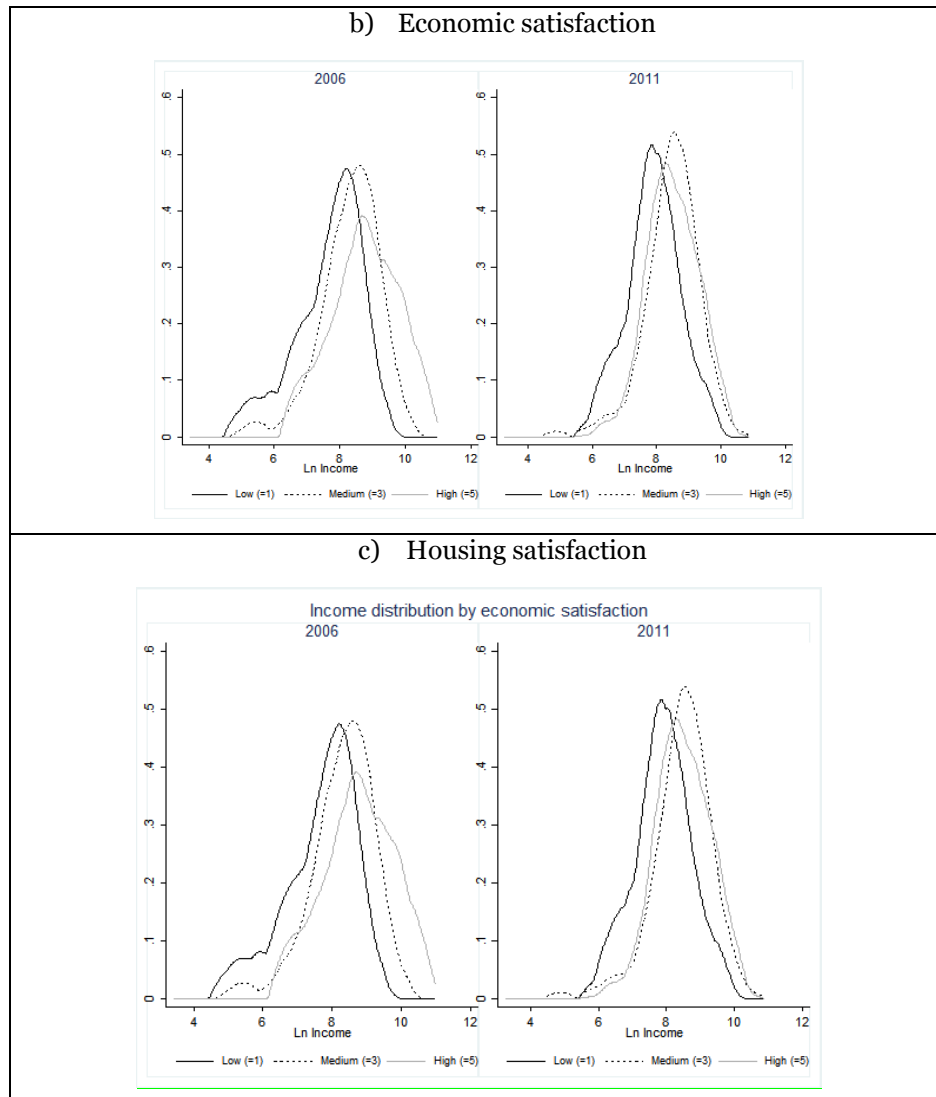 b) Economic satisfaction
2006 2011
.6 .6
.5 .5
.4 .4
.3 .3
.2 .2
.1 .1
0 0
4 6 8 10 12 4 6 8 10 12
Ln Income Ln Income
Low (=1) Medium (=3) High (=5) Low (=1) Medium (=3) High (=5)
c) Housing satisfaction
Income distribution by economic satisfaction
2006 2011
.6 .6
.5 .5
.4 .4
.3 .3
.2 .2
.1 .1
0 0
4 6 8 10 12 4 6 8 10 12
Ln Income Ln Income
Low (=1) Medium (=3) High (=5) Low (=1) Medium (=3) High (=5)